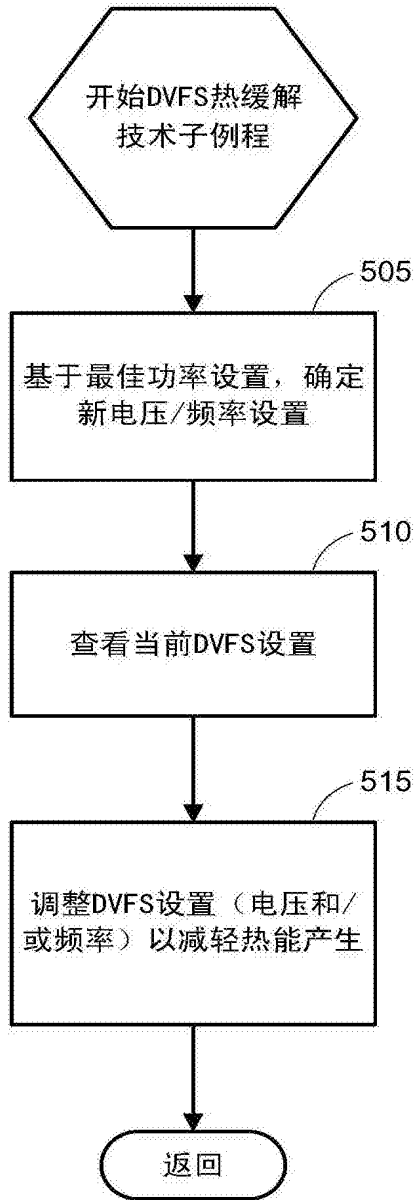 开始DVFS热缓解
技术子例程
505
基于最佳功率设置，确定
新电压/频率设置
510
查看当前DVFS设置
515
调整DVFS设置（电压和/
或频率）以减轻热能产生
返回